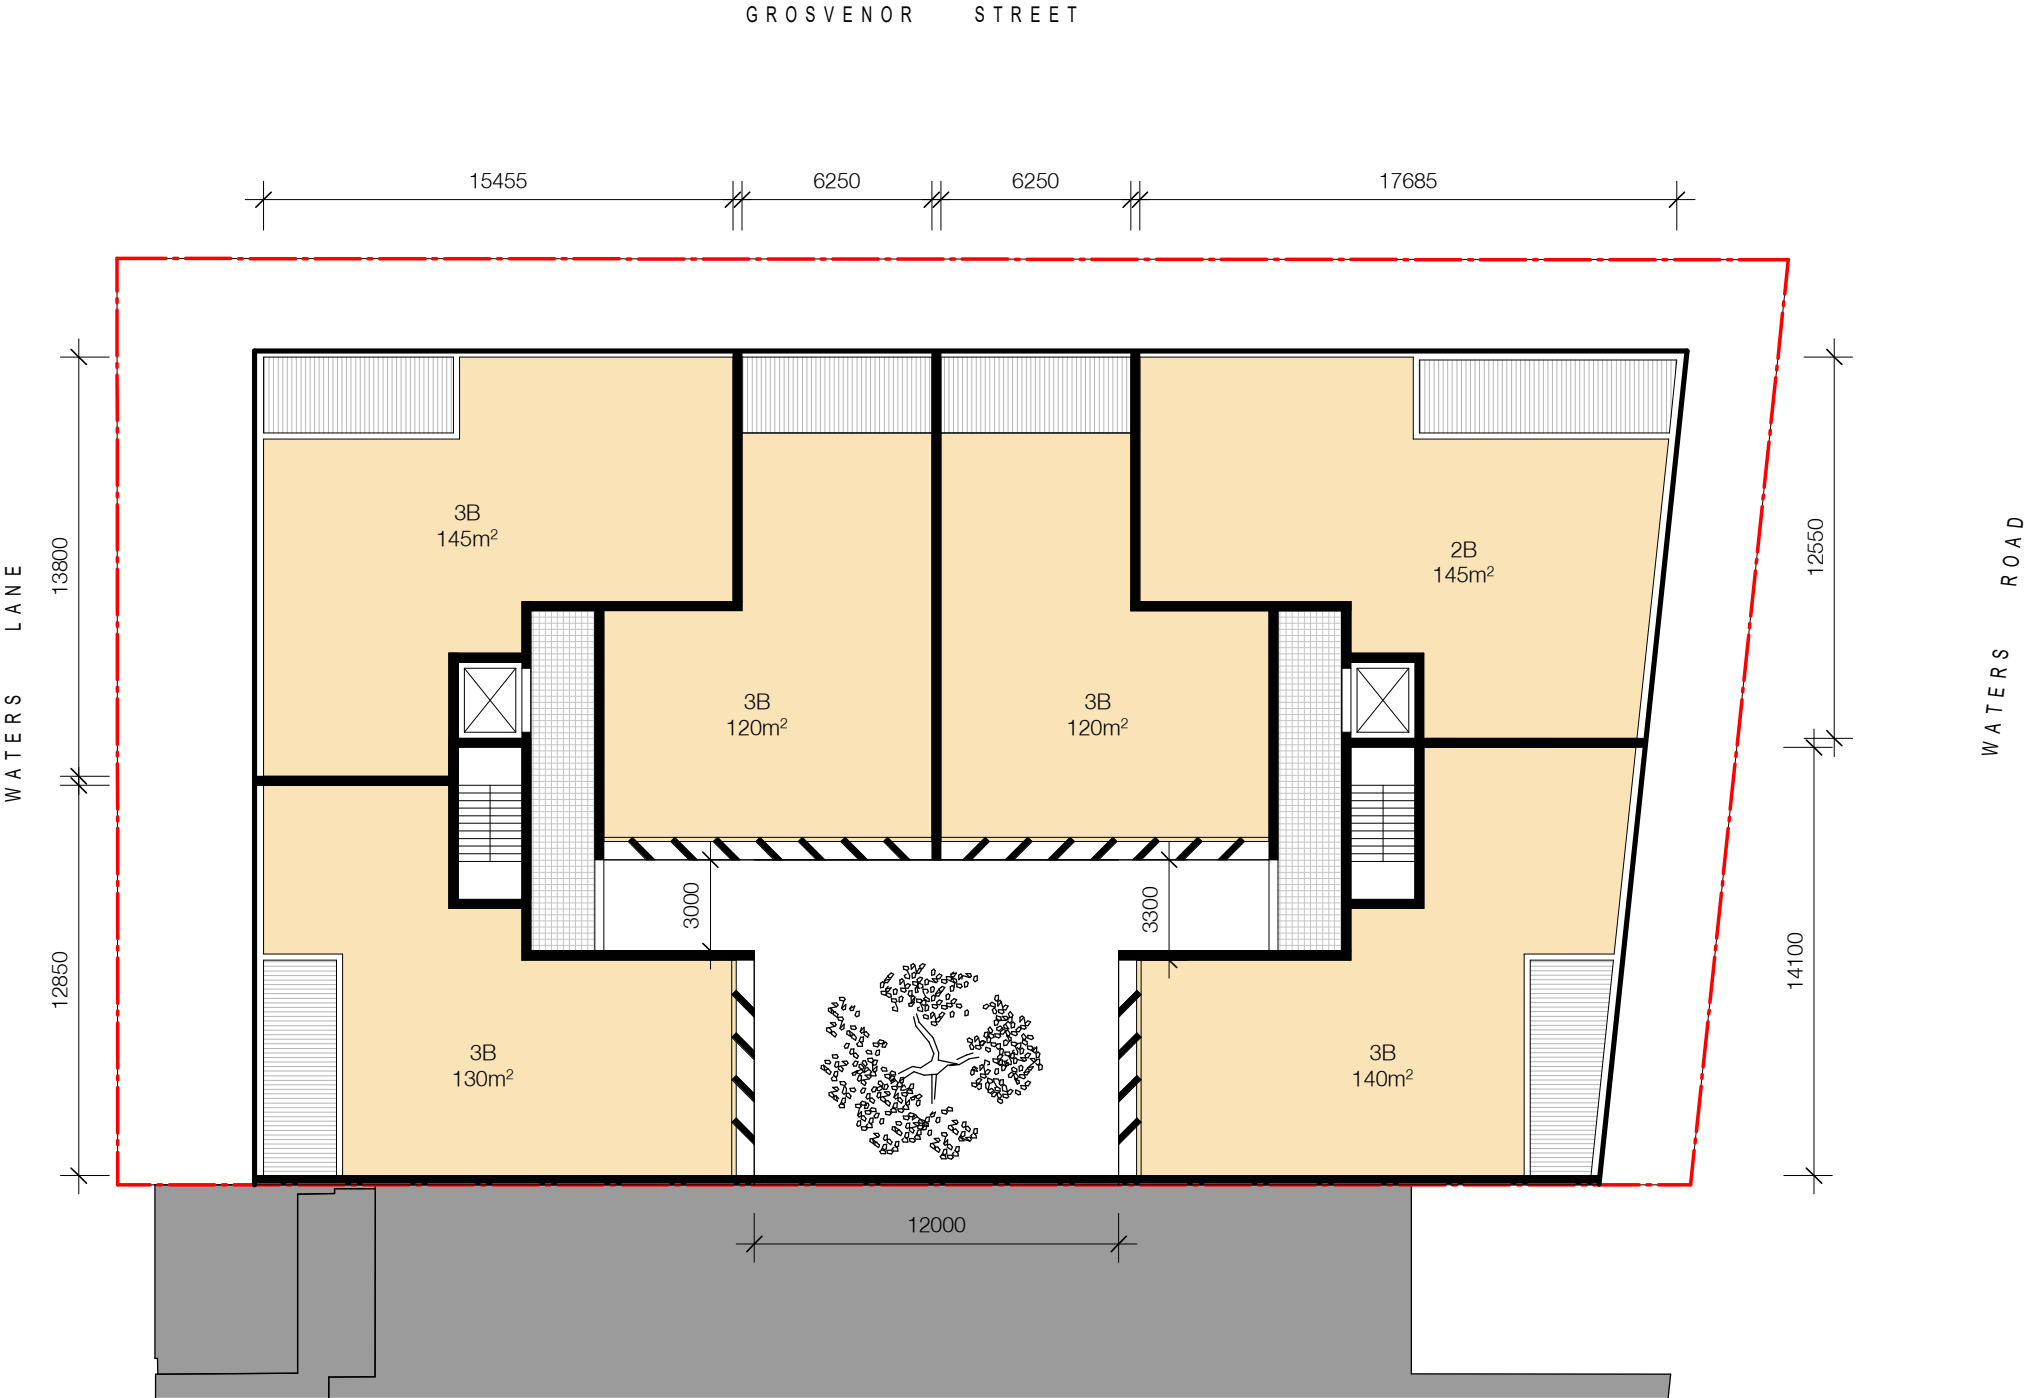 GROSVENOR STREET
15455
6250
6250
17685
13800
12550
WATERS LANE
WATERS ROAD
3B
145m²
2B
145m²
3B
120m²
3B
120m²
3000
3300
12850
14100
3B
130m²
3B
140m²
12000